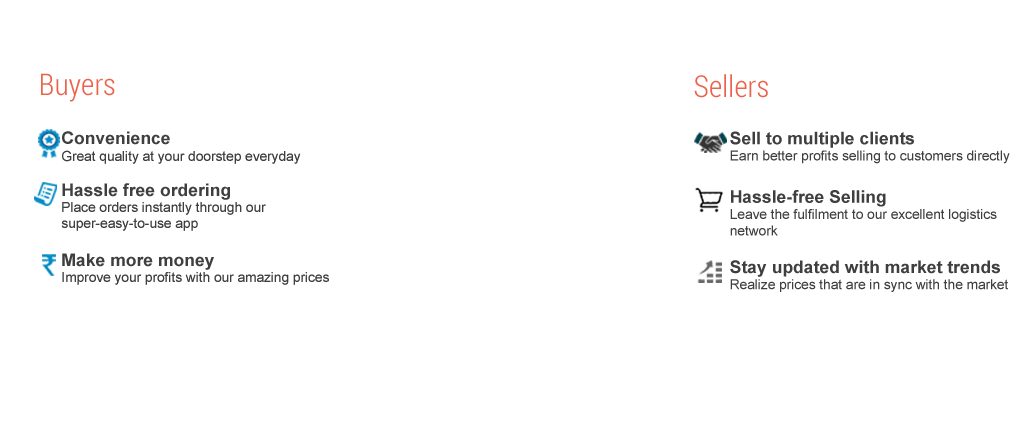 Buyers
Convenience
Great quality at your doorstep everyday
Hassle free ordering
Place orders instantly through our
super-easy-to-use app
Make more money
Improve your profits with our amazing prices
Sellers
Sell to multiple clients
Earn better profits selling to customers directly
Hassle-free Selling
Leave the fulfilment to our excellent logistics
network
Stay updated with market trends
Realize prices that are in sync with the market